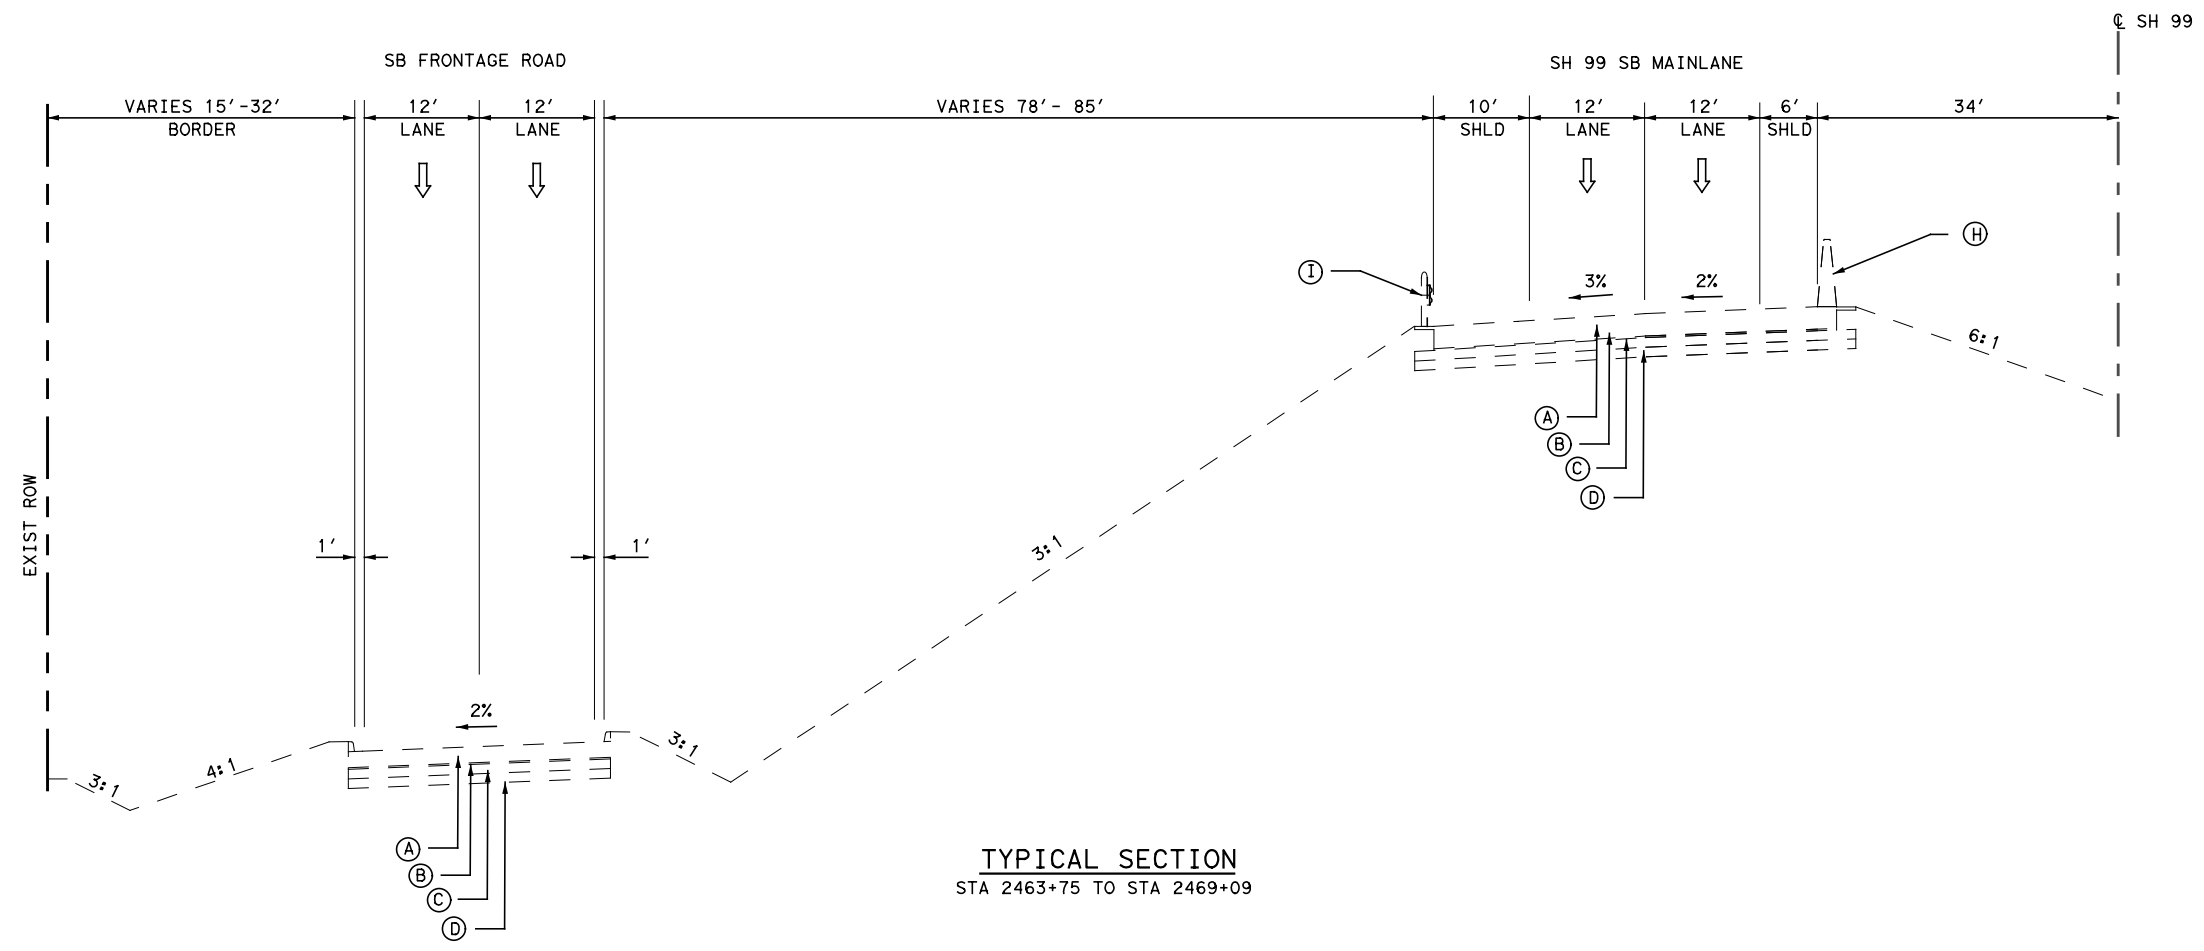 ℄ SH 99
SB FRONTAGE ROAD
SH 99 SB MAINLANE
VARIES 15'-32'
BORDER
12'
LANE
12'
LANE
VARIES 78'- 85'
10'
SHLD
12'
LANE
12'
LANE
6'
SHLD
34'
H
I
3%
2%
6:1
A
B
C
D
EXIST ROW
1'
1'
3:1
2%
3:1
4:1
3:1
A
B
C
D
TYPICAL SECTION
STA 2463+75 TO STA 2469+09